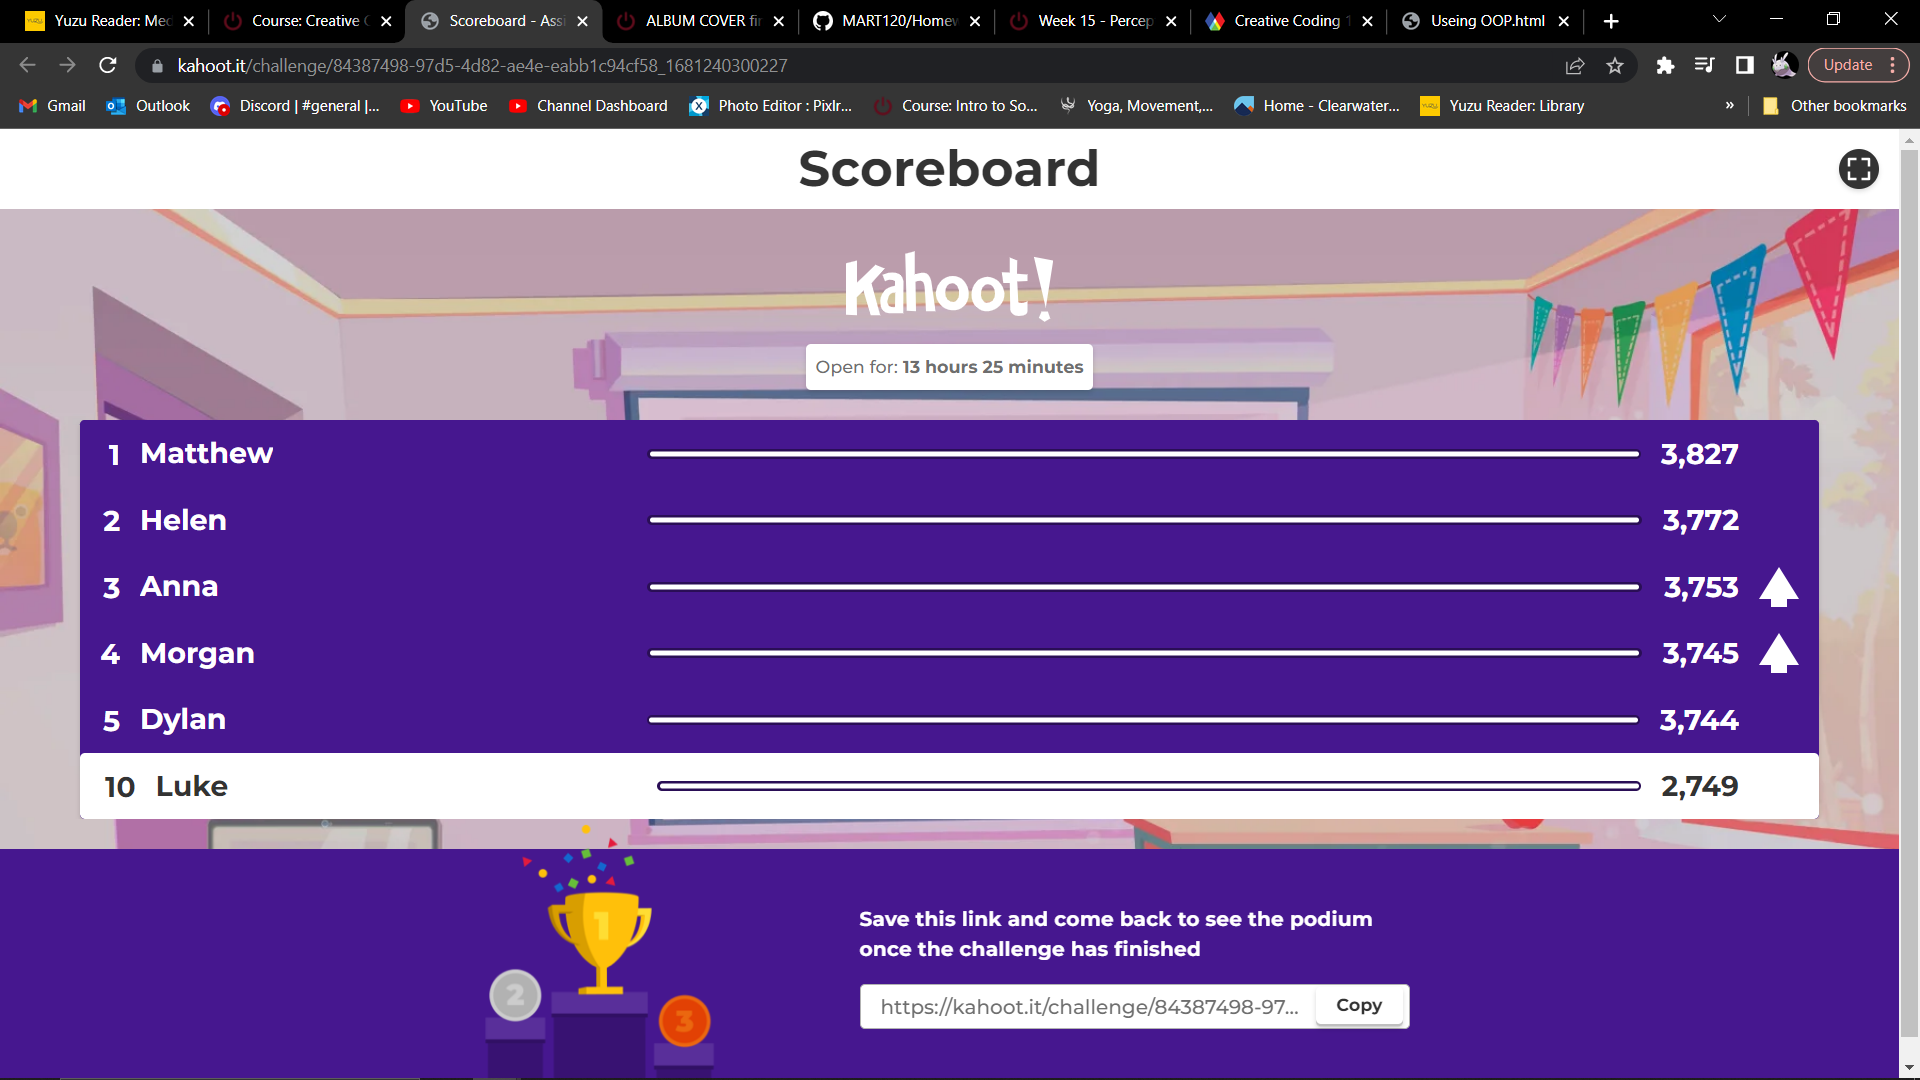 Yuzu Reader: Med
Course: Creative C
Scoreboard - Assi
ALBUM COVER fin
MART120/Homew
Week 15 - Percep
Creative Coding 1
Useing OOP.html
kahoot.it/challenge/84387498-97d5-4d82-ae4e-eabb1c94cf58_1681240300227
Update
Gmail
Outlook
Discord | #general |...
YouTube
Channel Dashboard
Photo Editor : Pixlr...
Course: Intro to So...
Yoga, Movement,...
Home - Clearwater...
Yuzu Reader: Library
»
Other bookmarks
Scoreboard
Kahoot!
Open for: 13 hours 25 minutes
1 Matthew 3,827
2 Helen 3,772
3 Anna 3,753
4 Morgan 3,745
5 Dylan 3,744
10 Luke 2,749
1
2
3
Save this link and come back to see the podium
once the challenge has finished
https://kahoot.it/challenge/84387498-97... Copy